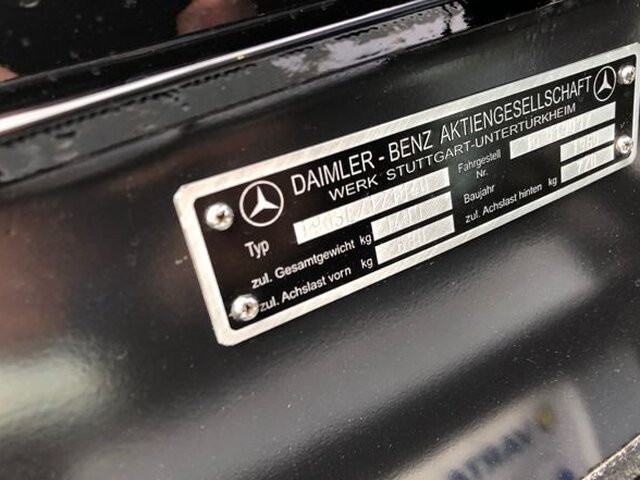 DAIMLER - BENZ AKTIENGESELLSCHAFT
WERK STUTTGART-UNTERTÜRKHEIM
Typ
Fahrgestell Nr.
zul. Gesamtgewicht kg
Baujahr
zul. Achslast vorn kg
zul. Achslast hinten kg 770